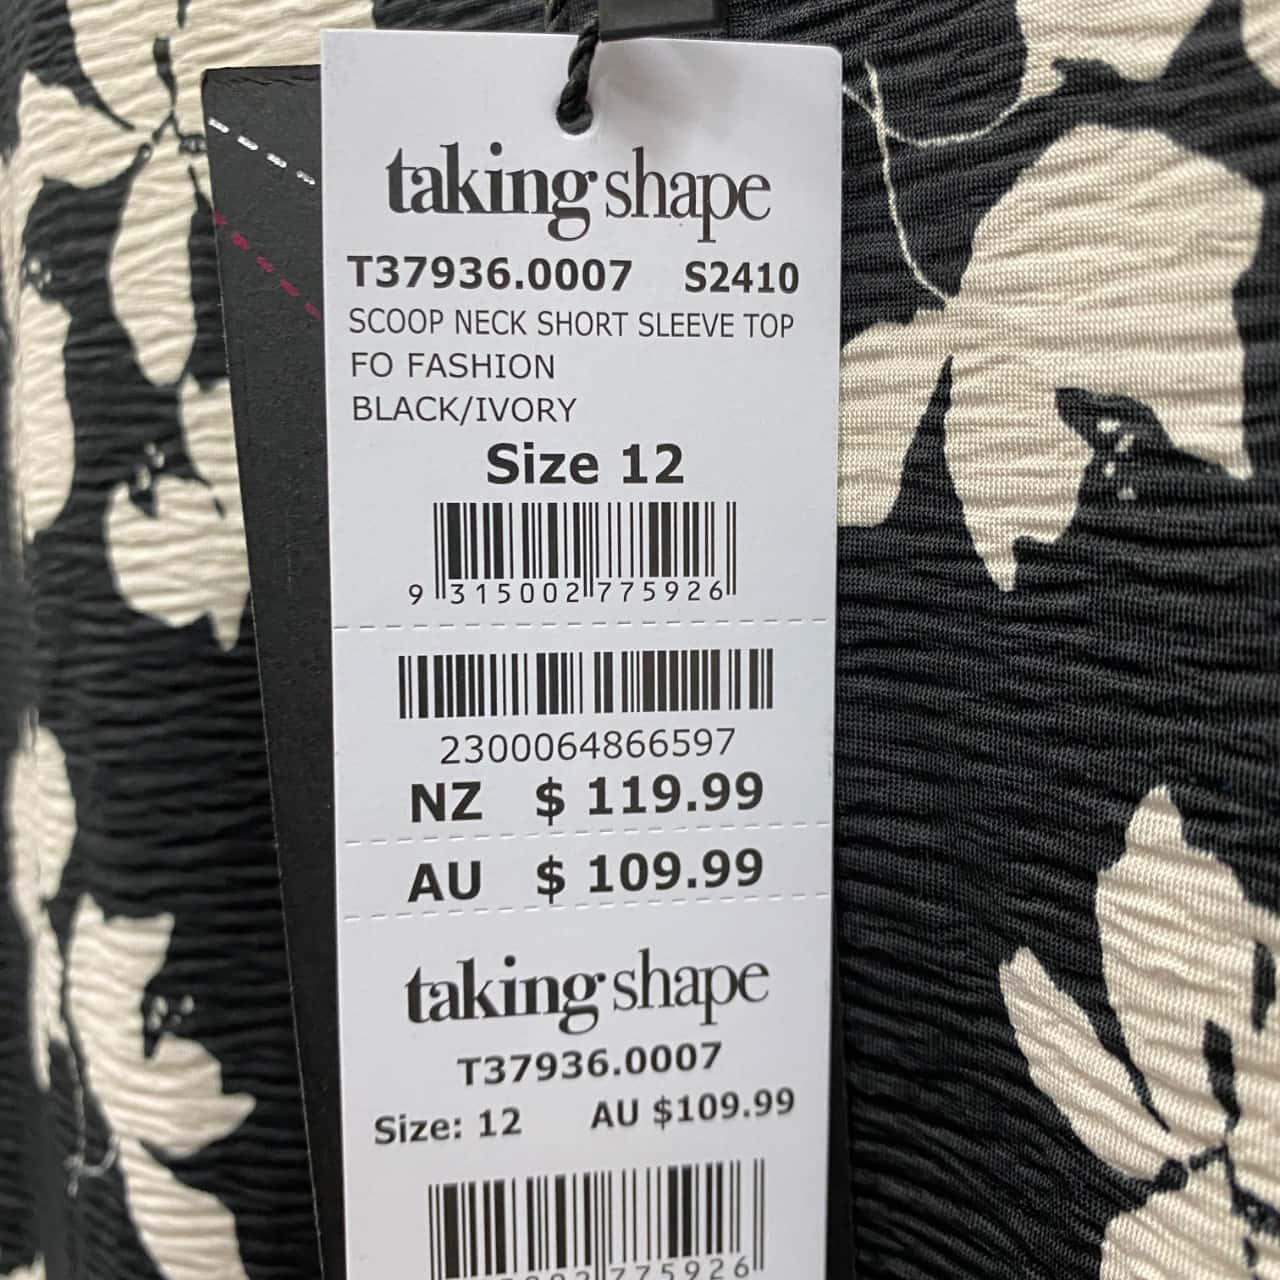 taking shape
T37936.0007 S2410
SCOOP NECK SHORT SLEEVE TOP
FO FASHION
BLACK/IVORY
Size 12
9 315002 775926
2300064866597
NZ $ 119.99
AU $ 109.99
taking shape
T37936.0007
Size: 12 AU $109.99
775926